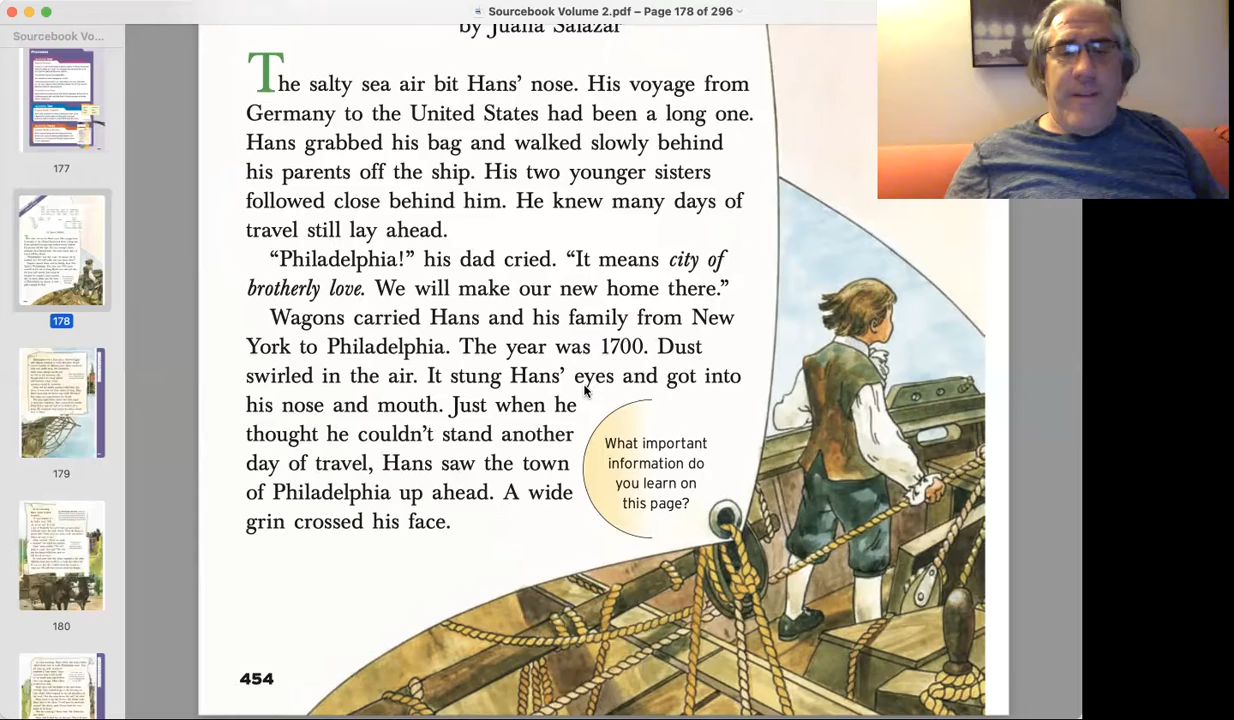 Sourcebook Volume 2.pdf – Page 178 of 296
Sourcebook Vo...
177
178
179
180
by Juana Salazar
The salty sea air bit Hans’ nose. His voyage from
Germany to the United States had been a long one.
Hans grabbed his bag and walked slowly behind
his parents off the ship. His two younger sisters
followed close behind him. He knew many days of
travel still lay ahead.
“Philadelphia!” his dad cried. “It means city of
brotherly love. We will make our new home there.”
Wagons carried Hans and his family from New
York to Philadelphia. The year was 1700. Dust
swirled in the air. It stung Hans’ eyes and got into
his nose and mouth. Just when he
thought he couldn’t stand another
day of travel, Hans saw the town
of Philadelphia up ahead. A wide
grin crossed his face.
What important
information do
you learn on
this page?
454